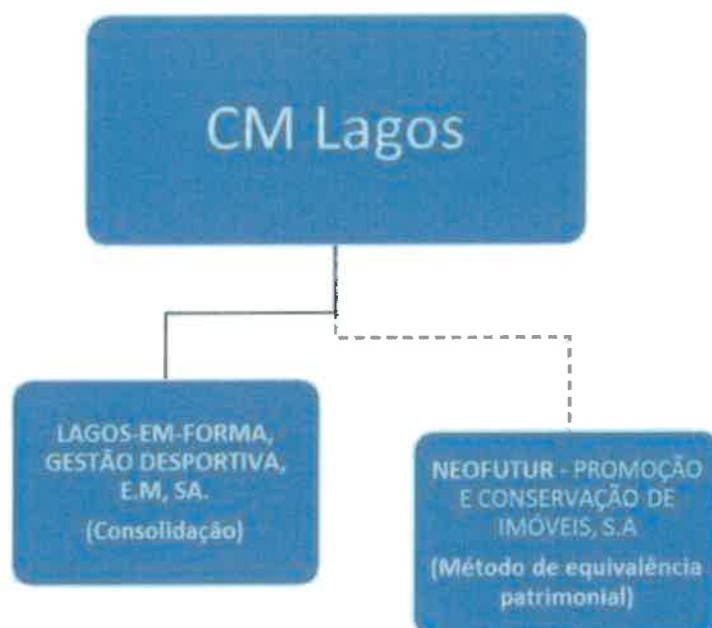 CM Lagos
LAGOS-EM-FORMA,
GESTÃO DESPORTIVA,
E.M, SA.
(Consolidação)
NEOFUTUR - PROMOÇÃO
E CONSERVAÇÃO DE
IMÓVEIS, S.A
(Método de equivalência
patrimonial)